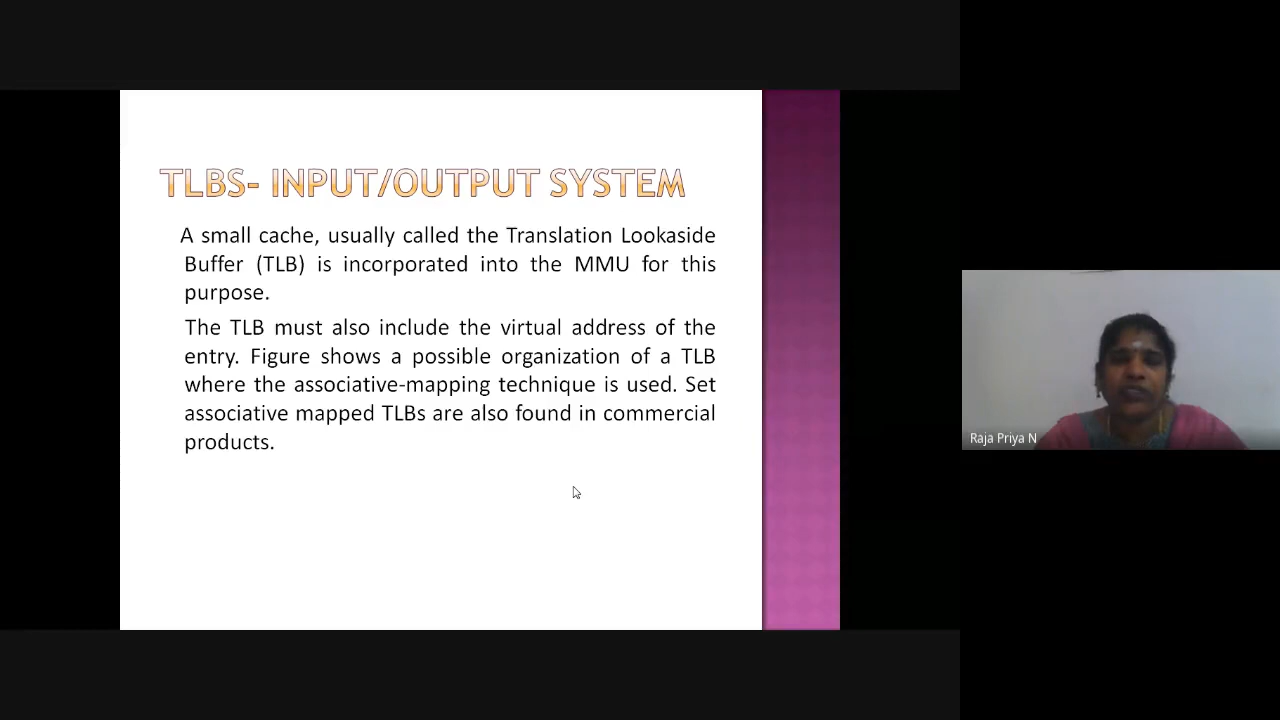 TLBS- INPUT/OUTPUT SYSTEM
A small cache, usually called the Translation Lookaside
Buffer (TLB) is incorporated into the MMU for this
purpose.
The TLB must also include the virtual address of the
entry. Figure shows a possible organization of a TLB
where the associative-mapping technique is used. Set
associative mapped TLBs are also found in commercial
products.
Raja Priya N